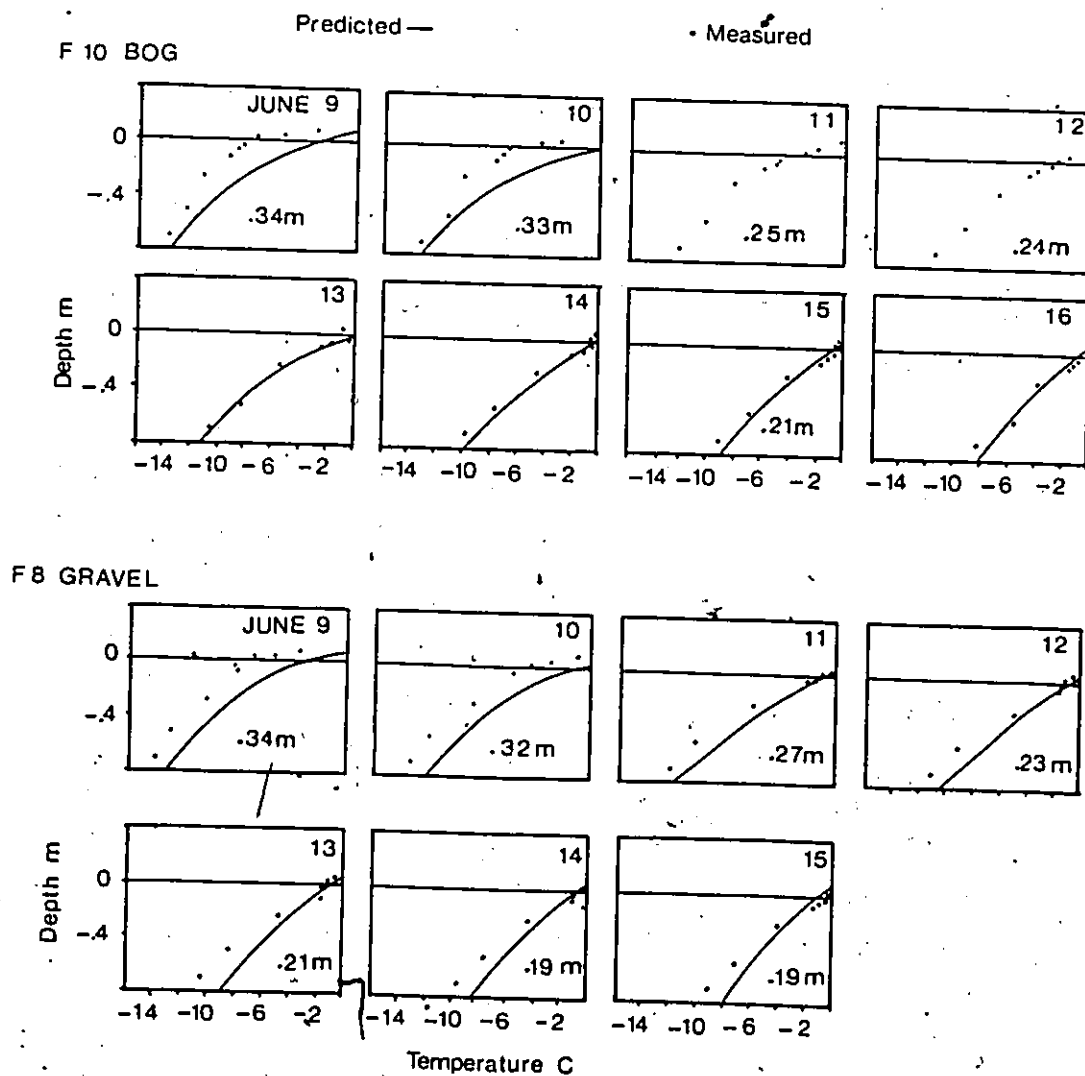 Predicted — • Measured
F 10 BOG
JUNE 9 10 11 12
0
-.4
.34m .33m .25m .24m
13 14 15 16
0
-.4
.21m
Depth m
-14 -10 -6 -2 -14 -10 -6 -2 -14 -10 -6 -2 -14 -10 -6 -2
F 8 GRAVEL
JUNE 9 10 11 12
0
-.4
.34m .32m .27m .23m
13 14 15
0
-.4
.21m .19 m .19m
Depth m
-14 -10 -6 -2 -14 -10 -6 -2 -14 -10 -6 -2
Temperature C